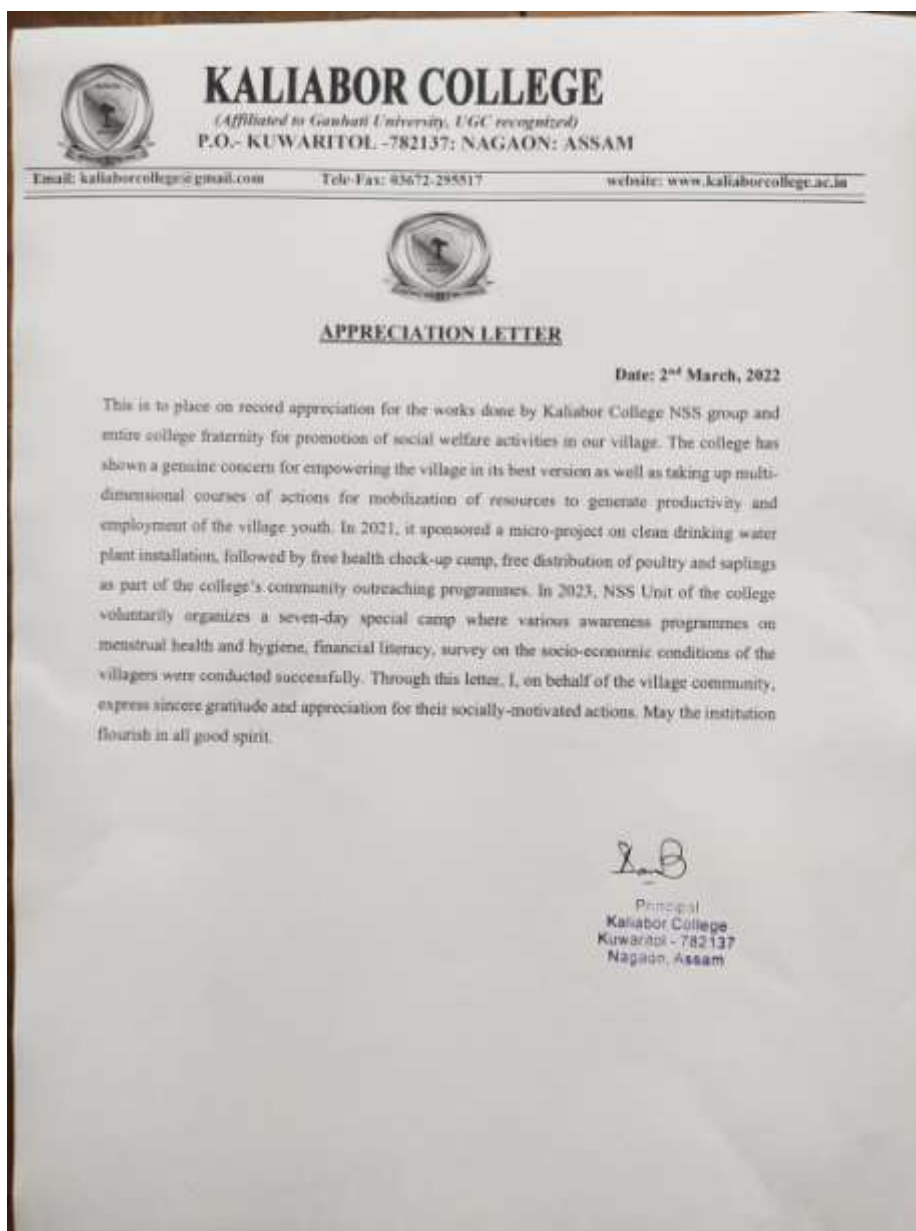 KALIABOR COLLEGE
(Affiliated to Gauhati University, UGC recognized)
P.O.- KUWARITOL -782137: NAGAON: ASSAM
Email: kaliaborcollege@gmail.com Tele-Fax: 03672-295517 website: www.kaliaborcollege.ac.in
APPRECIATION LETTER
Date: 2nd March, 2022
This is to place on record appreciation for the works done by Kaliabor College NSS group and
entire college fraternity for promotion of social welfare activities in our village. The college has
shown a genuine concern for empowering the village in its best version as well as taking up multi-
dimensional courses of actions for mobilization of resources to generate productivity and
employment of the village youth. In 2021, it sponsored a micro-project on clean drinking water
plant installation, followed by free health check-up camp, free distribution of poultry and saplings
as part of the college's community outreaching programmes. In 2023, NSS Unit of the college
voluntarily organizes a seven-day special camp where various awareness programmes on
menstrual health and hygiene, financial literacy, survey on the socio-economic conditions of the
villagers were conducted successfully. Through this letter, I, on behalf of the village community,
express sincere gratitude and appreciation for their socially-motivated actions. May the institution
flourish in all good spirit.
Principal
Kaliabor College
Kuwaritol - 782137
Nagaon, Assam